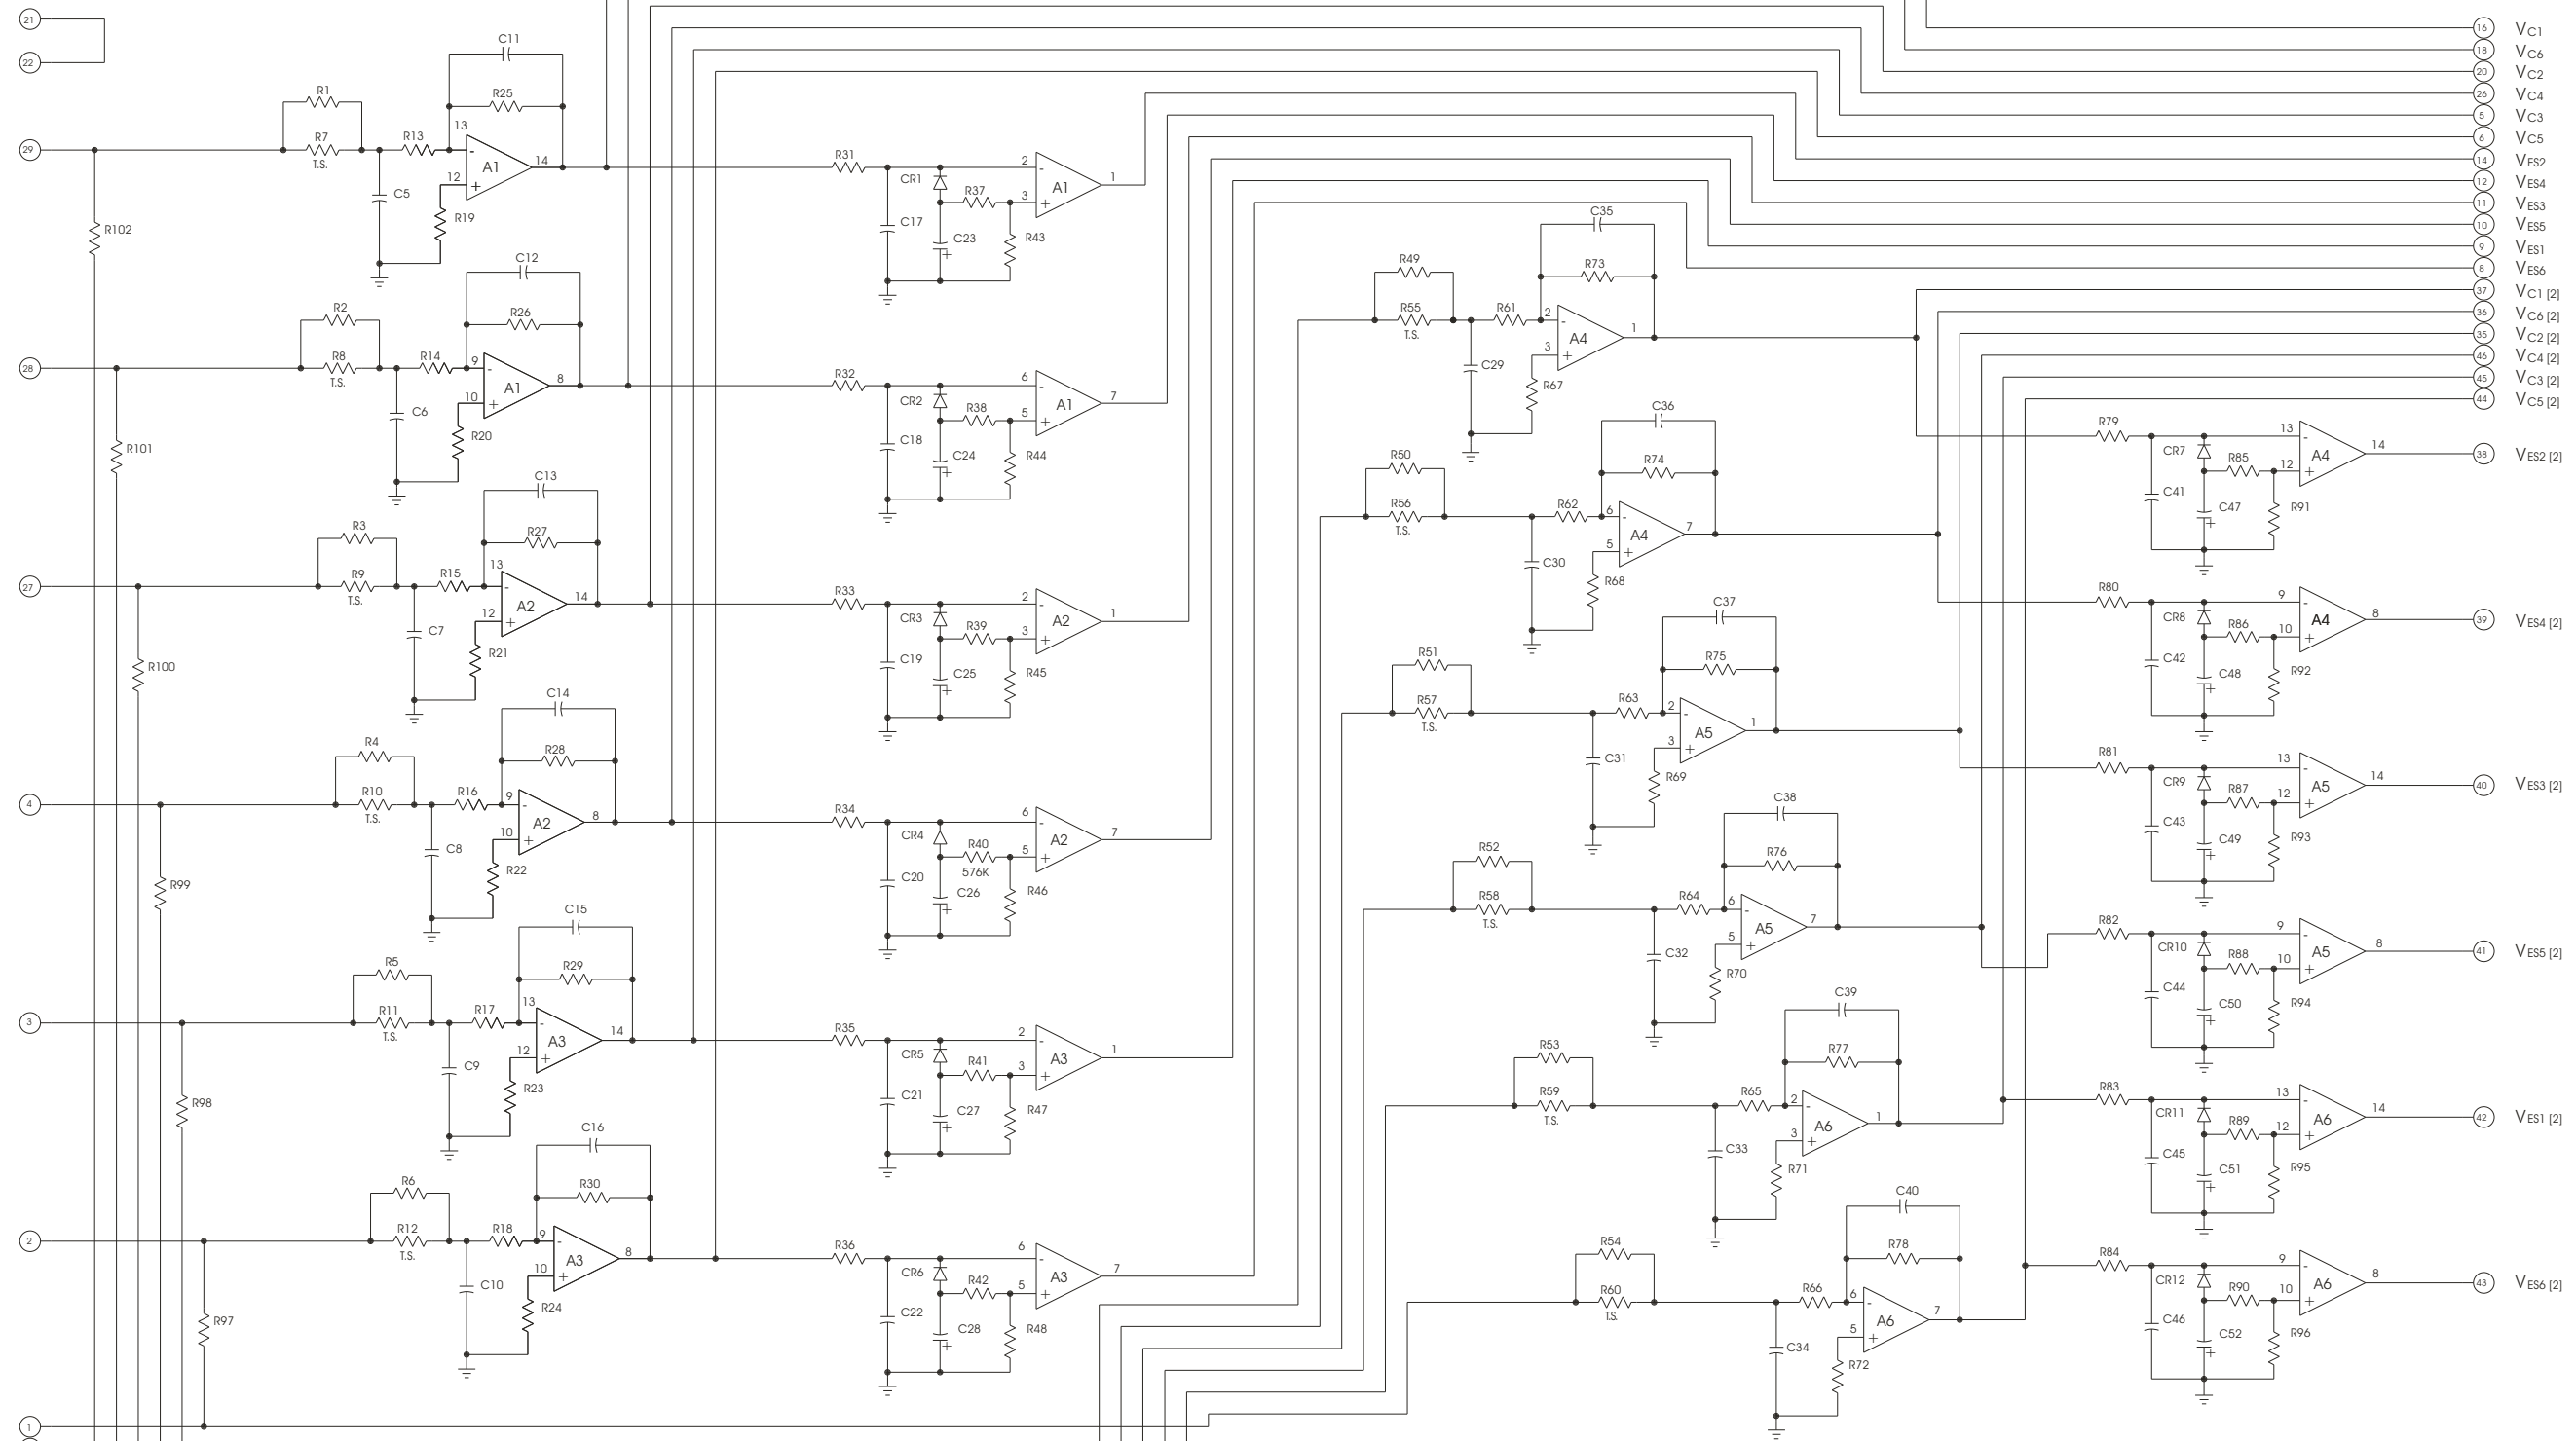 21
22
29
R1
R7
T.S.
R13
C5
C11
R25
13
12
A1
14
R19
R102
28
R2
R8
T.S.
R14
C6
C12
R26
9
10
A1
8
R20
R101
27
R3
R9
T.S.
R15
C7
C13
R27
13
12
A2
14
R21
R100
4
R4
R10
T.S.
R16
C8
C14
R28
9
10
A2
8
R22
R99
3
R5
R11
T.S.
R17
C9
C15
R29
13
12
A3
14
R23
R98
2
R6
R12
T.S.
R18
C10
C16
R30
9
10
A3
8
R24
R97
1
R31
C17
CR1
C23
R37
R43
2
3
A1
1
R32
C18
CR2
C24
R38
R44
6
5
A1
7
R33
C19
CR3
C25
R39
R45
2
3
A2
1
R34
C20
CR4
C26
R40
576K
R46
6
5
A2
7
R35
C21
CR5
C27
R41
R47
2
3
A3
1
R36
C22
CR6
C28
R42
R48
6
5
A3
7
R49
R55
T.S.
R61
C29
C35
R73
2
3
A4
1
R67
R50
R56
T.S.
R62
C30
C36
R74
6
5
A4
7
R68
R51
R57
T.S.
R63
C31
C37
R75
2
3
A5
1
R69
R52
R58
T.S.
R64
C32
C38
R76
6
5
A5
7
R70
R53
R59
T.S.
R65
C33
C39
R77
2
3
A6
1
R71
R54
R60
T.S.
R66
C34
C40
R78
6
5
A6
7
R72
16 VC1
18 VC6
20 VC2
26 VC4
5 VC3
6 VC5
14 VES2
12 VES4
11 VES3
10 VES5
9 VES1
8 VES6
37 VC1 [2]
36 VC6 [2]
35 VC2 [2]
46 VC4 [2]
45 VC3 [2]
44 VC5 [2]
R79
C41
CR7
C47
R85
R91
13
12
A4
14
38 VES2 [2]
R80
C42
CR8
C48
R86
R92
9
10
A4
8
39 VES4 [2]
R81
C43
CR9
C49
R87
R93
13
12
A5
14
40 VES3 [2]
R82
C44
CR10
C50
R88
R94
9
10
A5
8
41 VES5 [2]
R83
C45
CR11
C51
R89
R95
13
12
A6
14
42 VES1 [2]
R84
C46
CR12
C52
R90
R96
9
10
A6
8
43 VES6 [2]